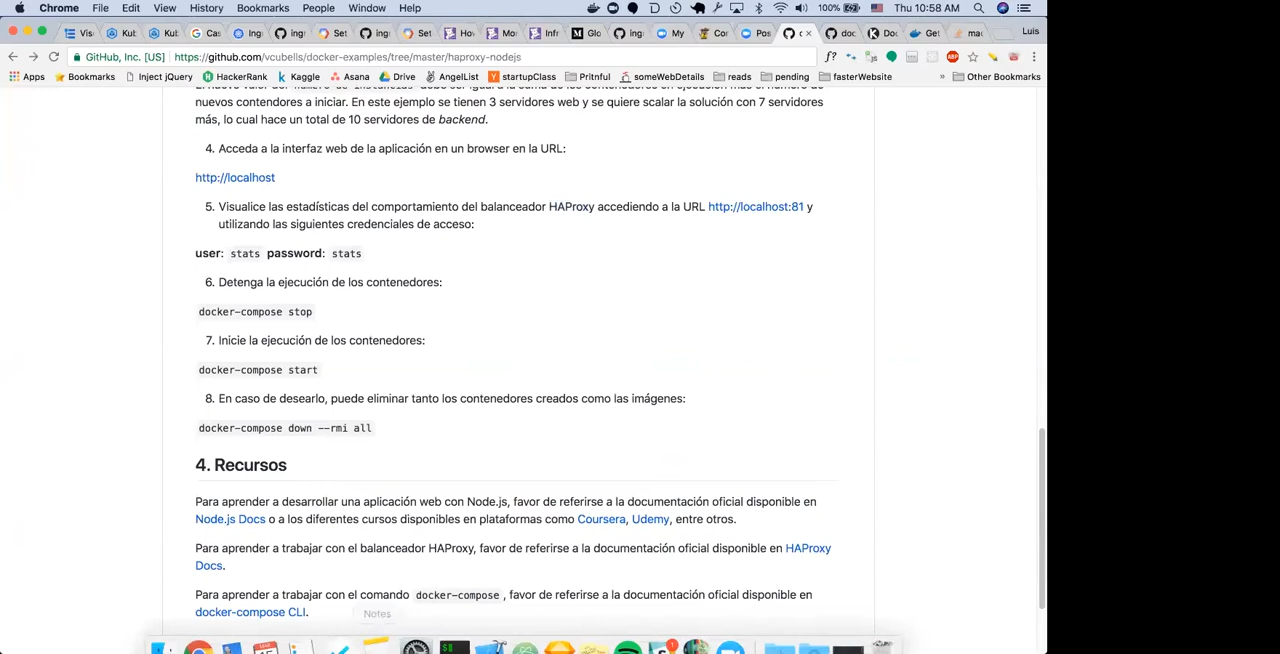 Chrome File Edit View History Bookmarks People Window Help 100% Thu 10:58 AM
Luis
GitHub, Inc. [US] https://github.com/vcubells/docker-examples/tree/master/haproxy-nodejs
Apps Bookmarks Inject jQuery HackerRank Kaggle Asana Drive AngelList startupClass Pritnful someWebDetails reads pending fasterWebsite » Other Bookmarks
nuevos contendores a iniciar. En este ejemplo se tienen 3 servidores web y se quiere scalar la solución con 7 servidores
más, lo cual hace un total de 10 servidores de backend.
4. Acceda a la interfaz web de la aplicación en un browser en la URL:
http://localhost
5. Visualice las estadísticas del comportamiento del balanceador HAProxy accediendo a la URL http://localhost:81 y
utilizando las siguientes credenciales de acceso:
user: stats password: stats
6. Detenga la ejecución de los contenedores:
docker-compose stop
7. Inicie la ejecución de los contenedores:
docker-compose start
8. En caso de desearlo, puede eliminar tanto los contenedores creados como las imágenes:
docker-compose down --rmi all
4. Recursos
Para aprender a desarrollar una aplicación web con Node.js, favor de referirse a la documentación oficial disponible en
Node.js Docs o a los diferentes cursos disponibles en plataformas como Coursera, Udemy, entre otros.
Para aprender a trabajar con el balanceador HAProxy, favor de referirse a la documentación oficial disponible en HAProxy
Docs.
Para aprender a trabajar con el comando docker-compose, favor de referirse a la documentación oficial disponible en
docker-compose CLI.
Notes